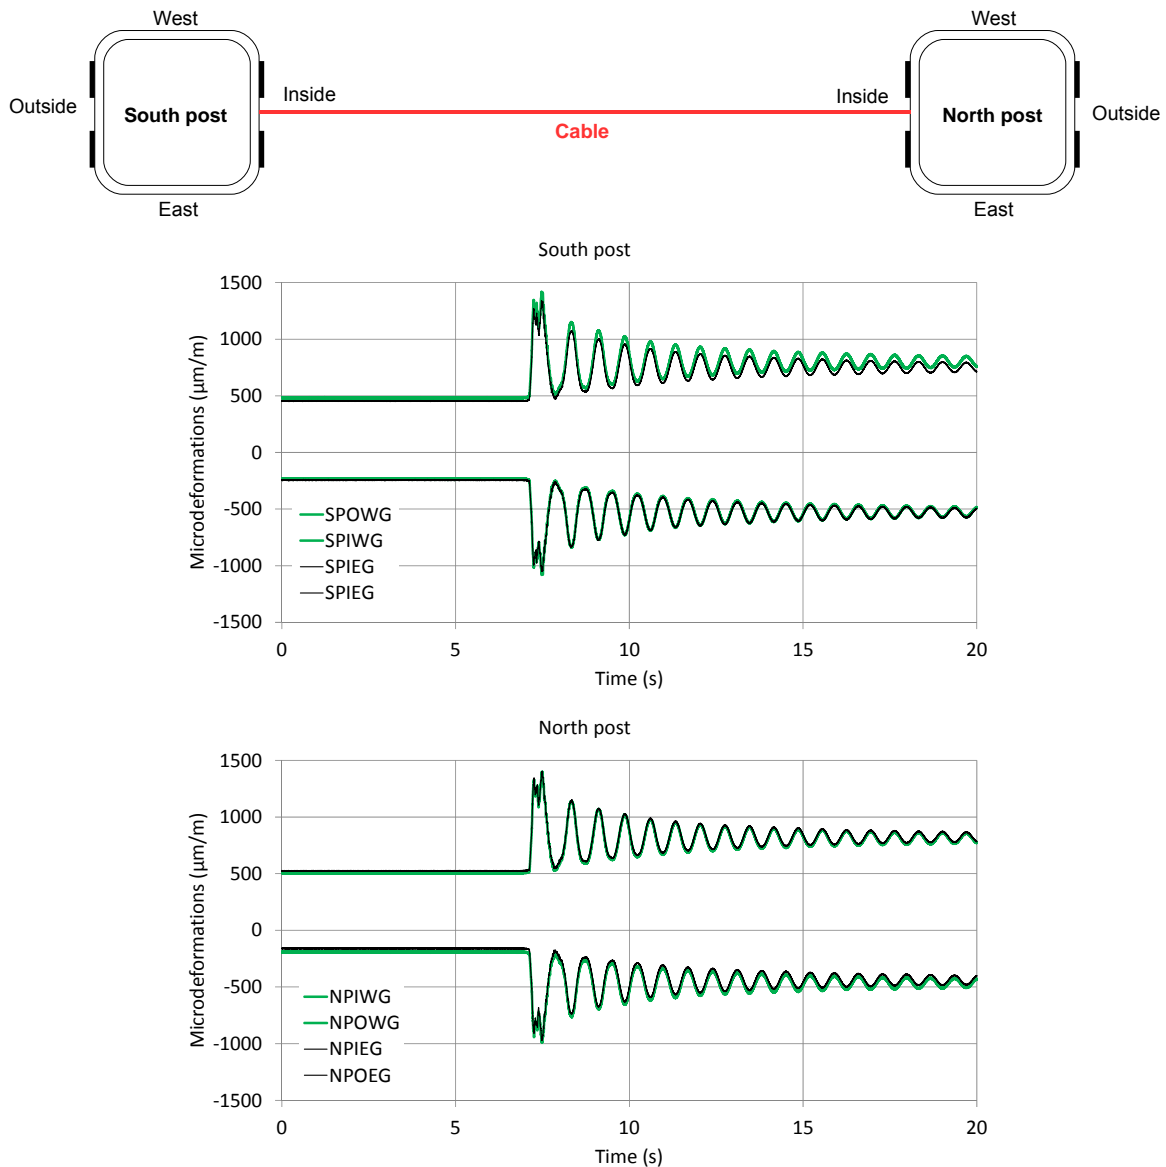 West
West
Outside
South post
Inside
Cable
Inside
North post
Outside
East
East
South post
Microdeformations (µm/m)
1500
1000
500
0
-500
-1000
-1500
SPOWG
SPIWG
SPIEG
SPIEG
0
5
10
15
20
Time (s)
North post
Microdeformations (µm/m)
1500
1000
500
0
-500
-1000
-1500
NPIWG
NPOWG
NPIEG
NPOEG
0
5
10
15
20
Time (s)